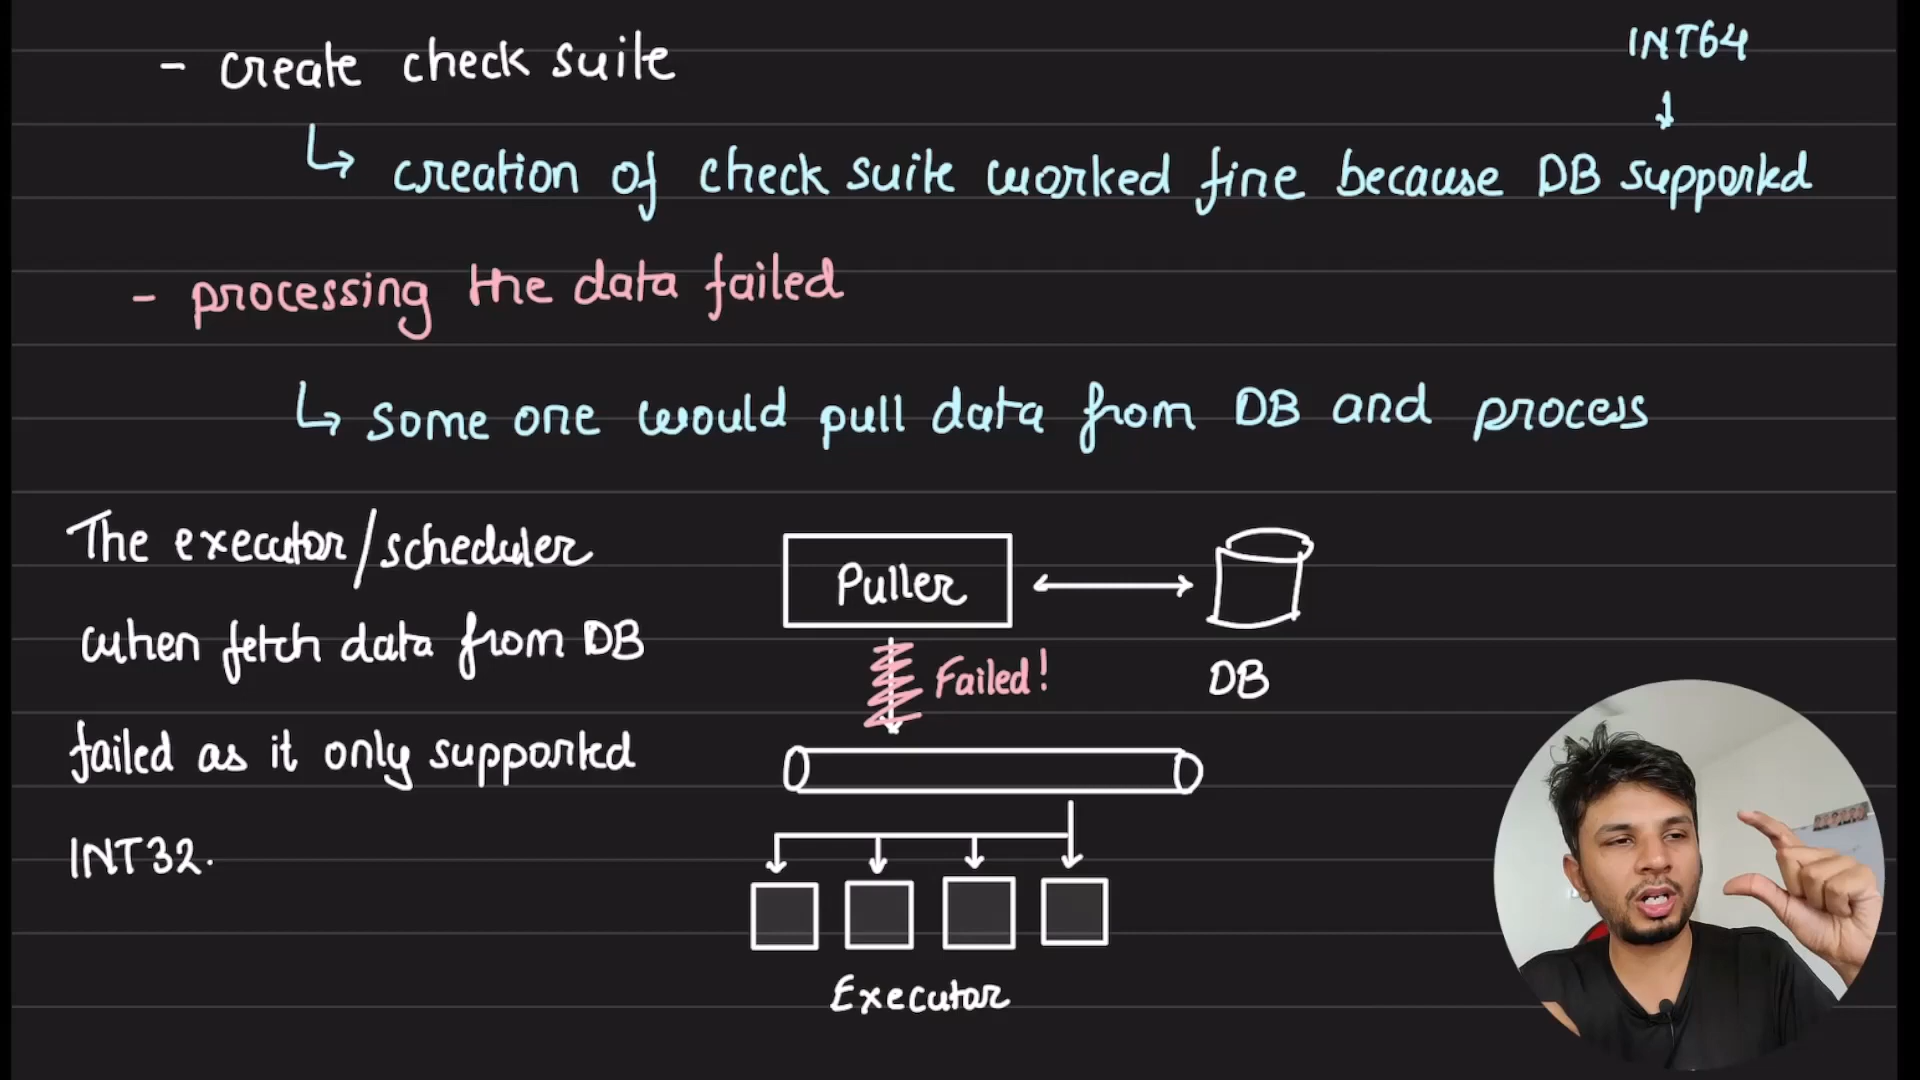 INT64
- create check suite
↳ creation of check suite worked fine because DB supported
- processing the data failed
↳ some one would pull data from DB and process
The executor/scheduler
when fetch data from DB
failed as it only supported
INT32.
Puller
Failed!
DB
Executor